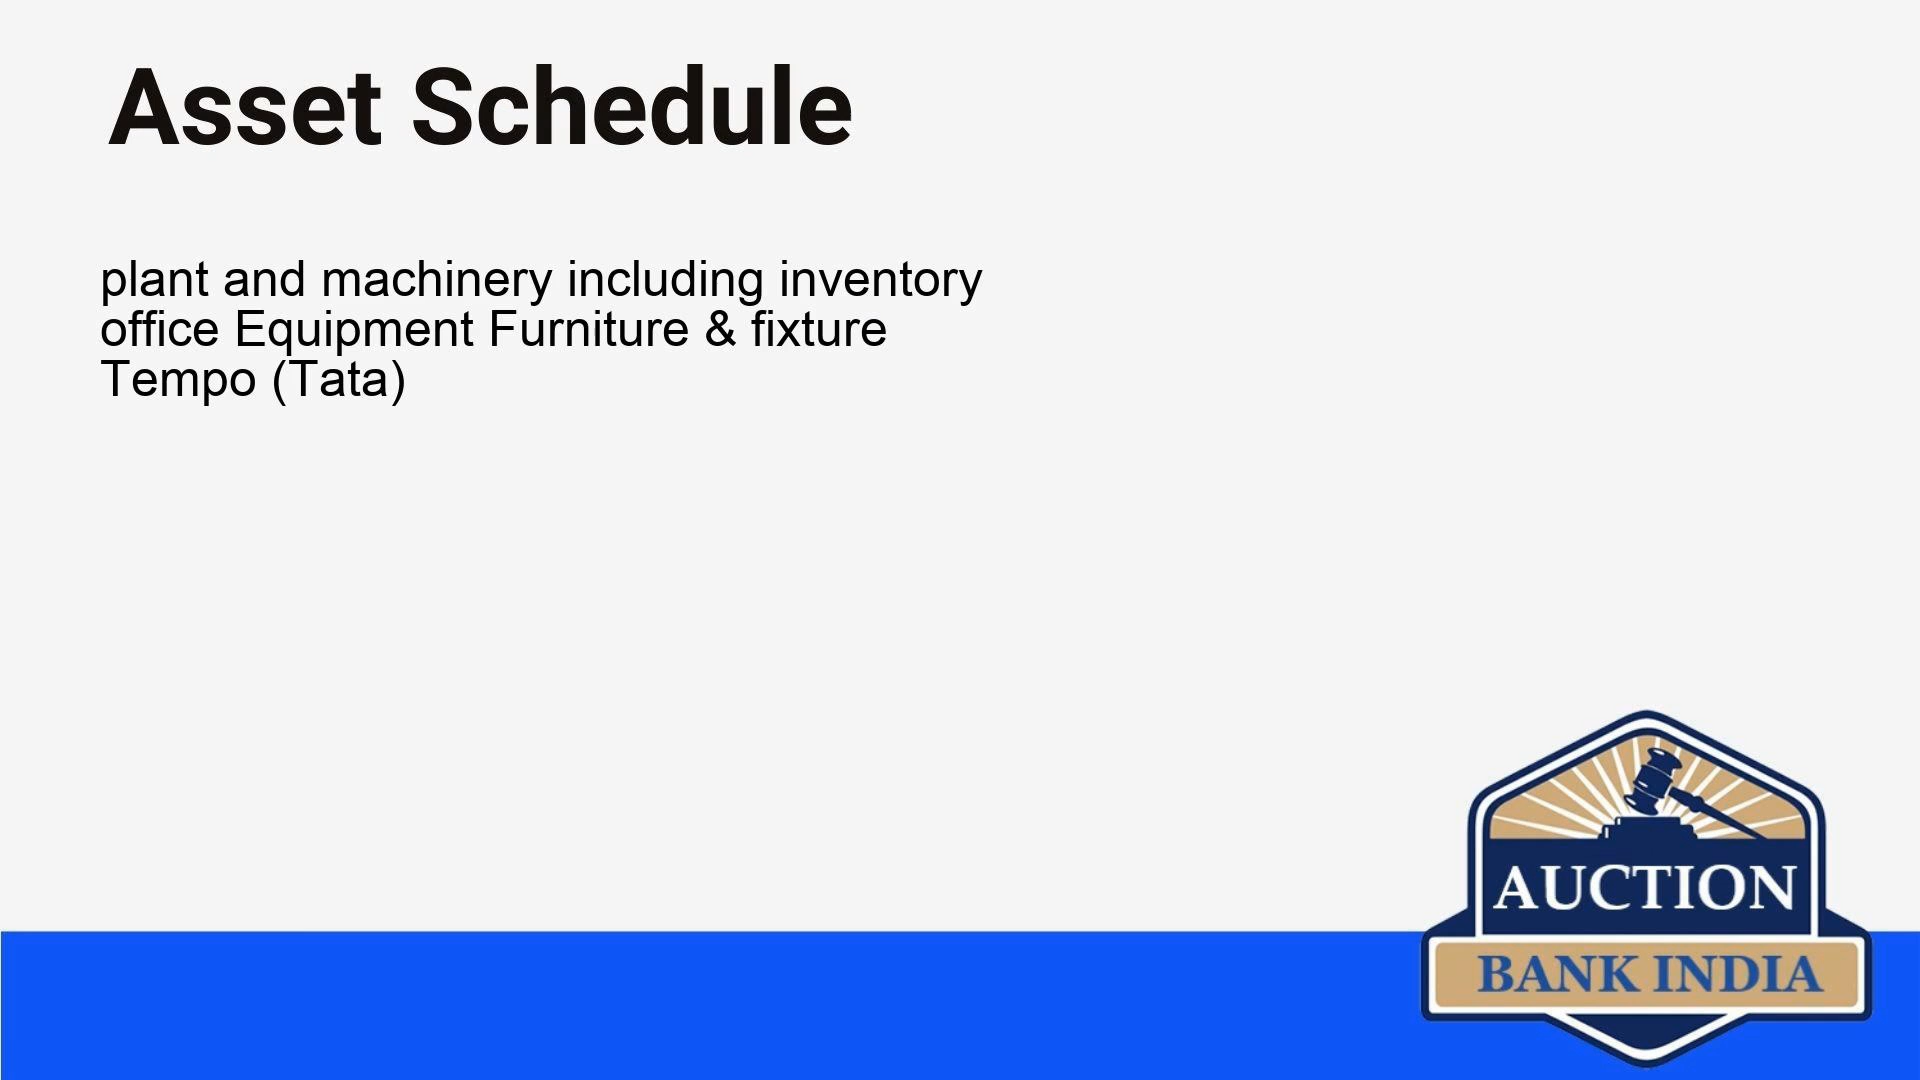 Asset Schedule
plant and machinery including inventory
office Equipment Furniture & fixture
Tempo (Tata)
AUCTION
BANK INDIA